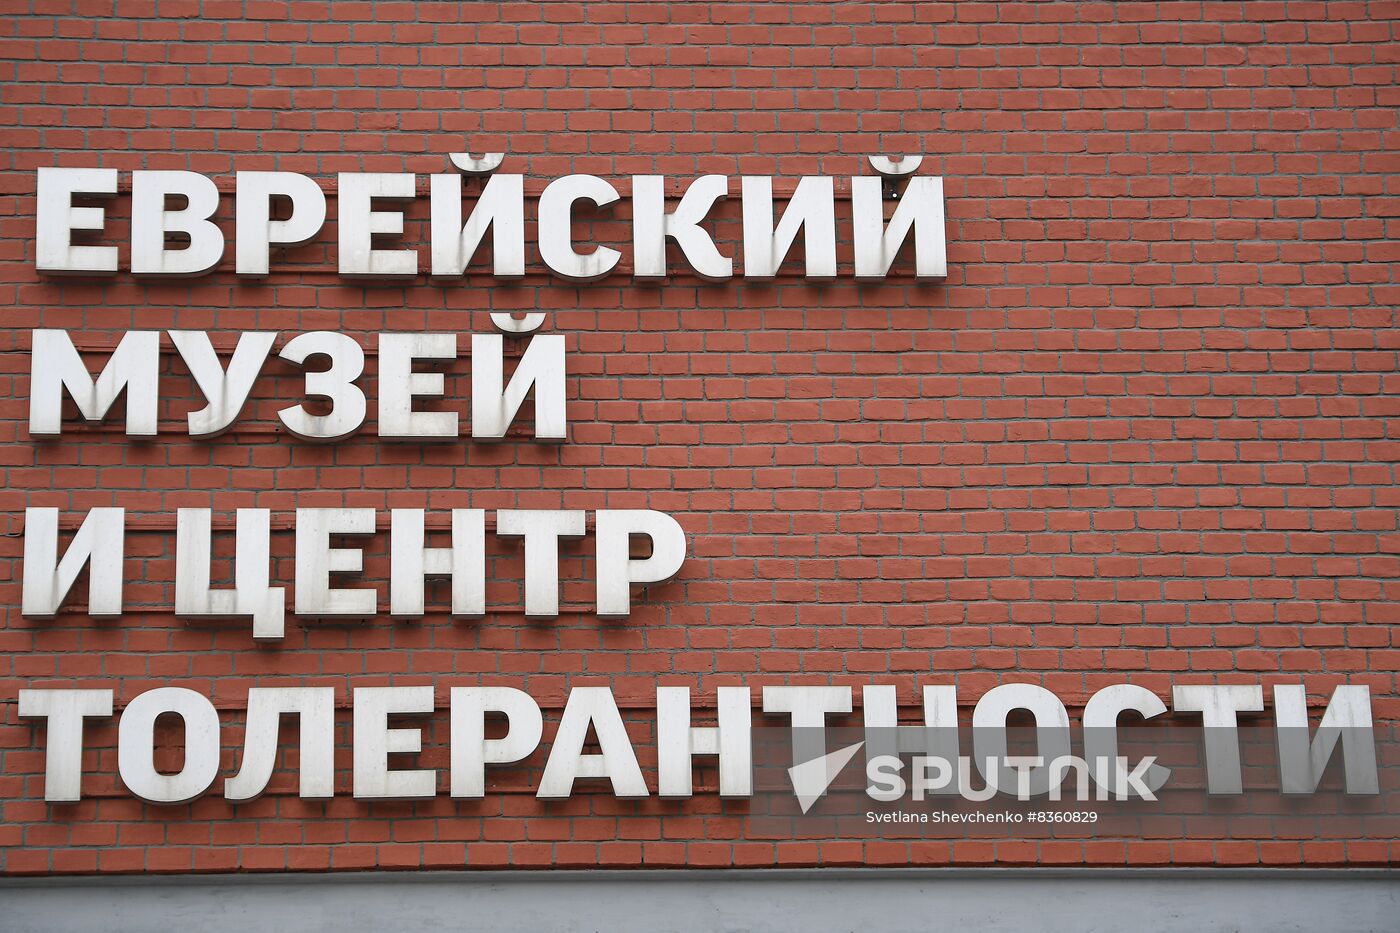 ЕВРЕЙСКИЙ
МУЗЕЙ
И ЦЕНТР
ТОЛЕРАНТНОСТИ
SPUTNIK
Svetlana Shevchenko #8360829